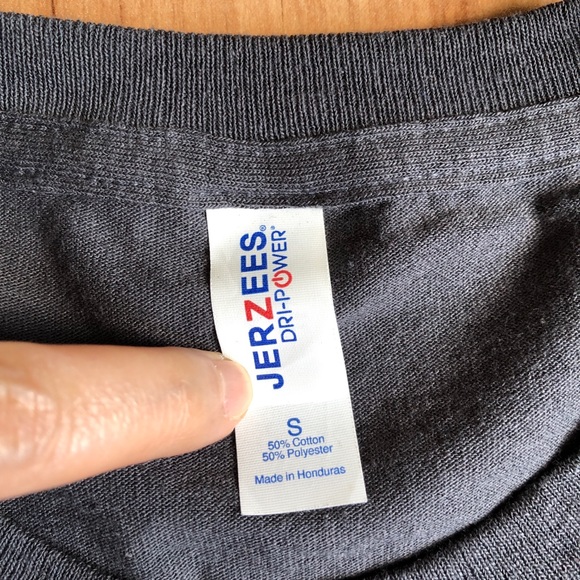 JERZEES®
DRI-POWER®
S
50% Cotton
50% Polyester
Made in Honduras